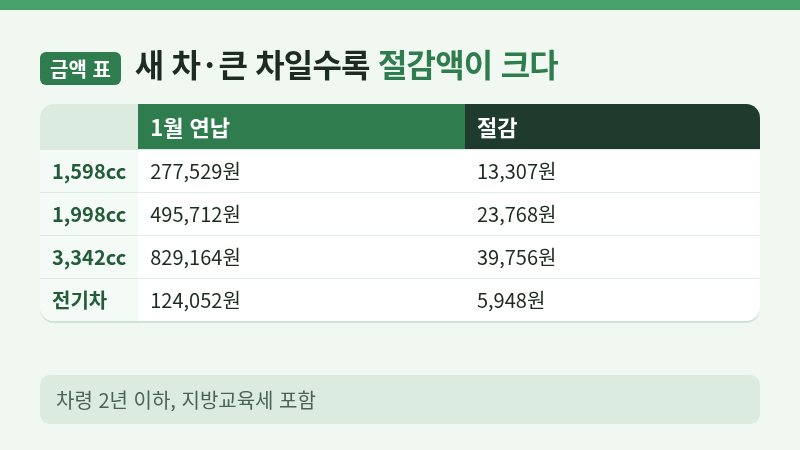 금액 표 새 차·큰 차일수록 절감액이 크다
1월 연납 절감
1,598cc 277,529원 13,307원
1,998cc 495,712원 23,768원
3,342cc 829,164원 39,756원
전기차 124,052원 5,948원
차령 2년 이하, 지방교육세 포함